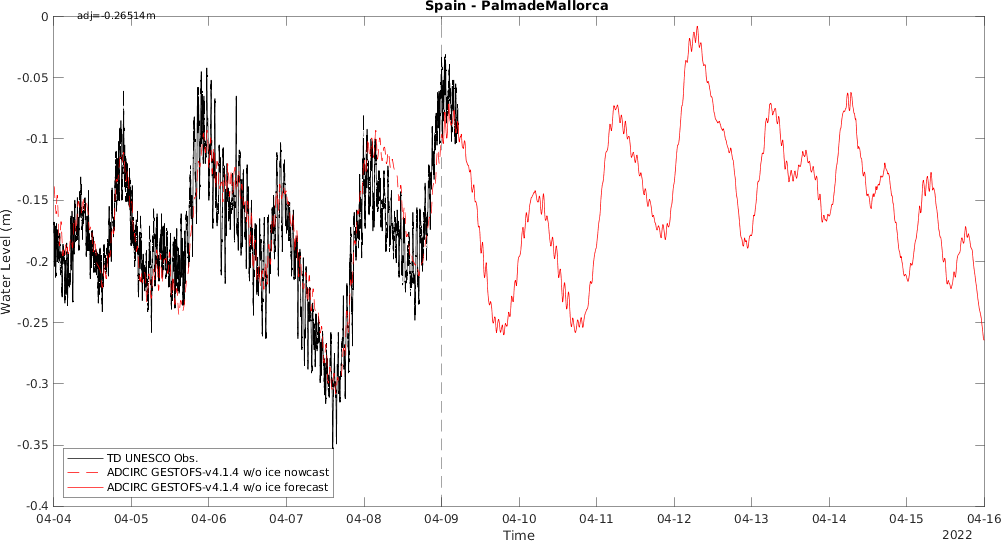 Spain - PalmadeMallorca
adj=-0.26514m
0
-0.05
-0.1
-0.15
-0.2
-0.25
-0.3
-0.35
-0.4
Water Level (m)
TD UNESCO Obs.
ADCIRC GESTOFS-v4.1.4 w/o ice nowcast
ADCIRC GESTOFS-v4.1.4 w/o ice forecast
04-04 04-05 04-06 04-07 04-08 04-09 04-10 04-11 04-12 04-13 04-14 04-15 04-16
Time
2022